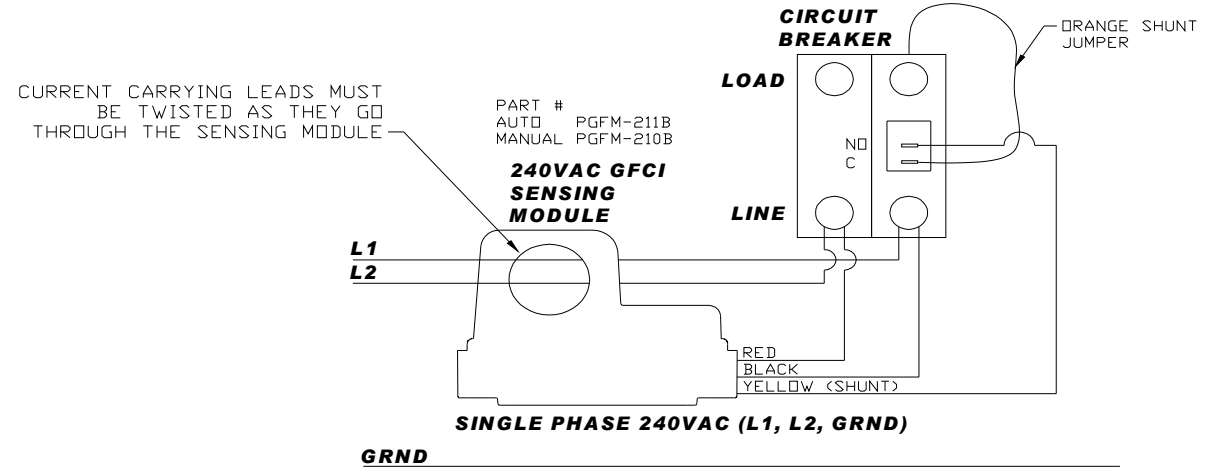 CIRCUIT
BREAKER
ORANGE SHUNT
JUMPER
LOAD
CURRENT CARRYING LEADS MUST
BE TWISTED AS THEY GO
THROUGH THE SENSING MODULE
PART #
AUTO PGFM-211B
MANUAL PGFM-210B
240VAC GFCI
SENSING
MODULE
NO
C
LINE
L1
L2
RED
BLACK
YELLOW (SHUNT)
SINGLE PHASE 240VAC (L1, L2, GRND)
GRND